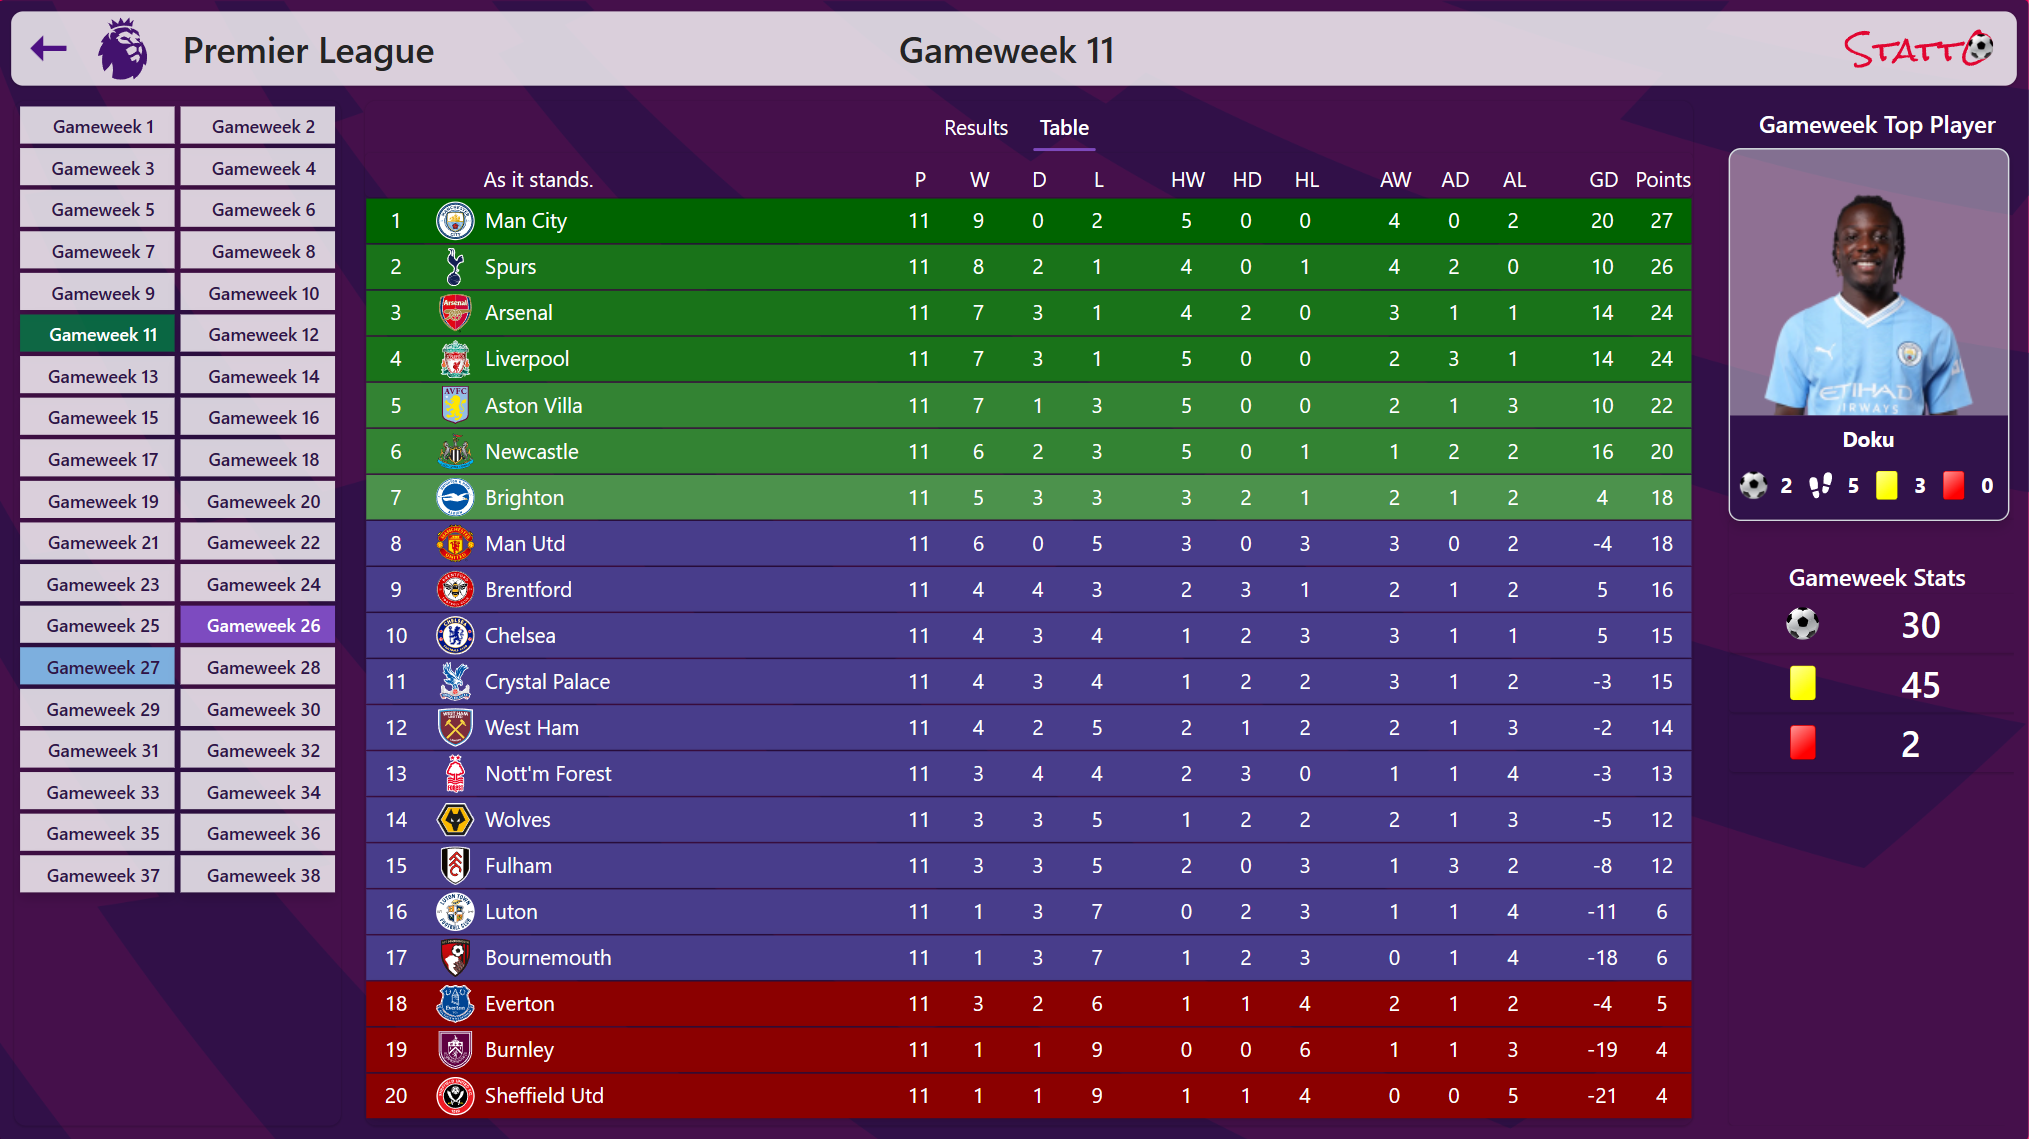 Premier League
Gameweek 11
STATTO
Gameweek 1 Gameweek 2
Gameweek 3 Gameweek 4
Gameweek 5 Gameweek 6
Gameweek 7 Gameweek 8
Gameweek 9 Gameweek 10
Gameweek 11 Gameweek 12
Gameweek 13 Gameweek 14
Gameweek 15 Gameweek 16
Gameweek 17 Gameweek 18
Gameweek 19 Gameweek 20
Gameweek 21 Gameweek 22
Gameweek 23 Gameweek 24
Gameweek 25 Gameweek 26
Gameweek 27 Gameweek 28
Gameweek 29 Gameweek 30
Gameweek 31 Gameweek 32
Gameweek 33 Gameweek 34
Gameweek 35 Gameweek 36
Gameweek 37 Gameweek 38
Results Table
As it stands. P W D L HW HD HL AW AD AL GD Points
1 Man City 11 9 0 2 5 0 0 4 0 2 20 27
2 Spurs 11 8 2 1 4 0 1 4 2 0 10 26
3 Arsenal 11 7 3 1 4 2 0 3 1 1 14 24
4 Liverpool 11 7 3 1 5 0 0 2 3 1 14 24
5 Aston Villa 11 7 1 3 5 0 0 2 1 3 10 22
6 Newcastle 11 6 2 3 5 0 1 1 2 2 16 20
7 Brighton 11 5 3 3 3 2 1 2 1 2 4 18
8 Man Utd 11 6 0 5 3 0 3 3 0 2 -4 18
9 Brentford 11 4 4 3 2 3 1 2 1 2 5 16
10 Chelsea 11 4 3 4 1 2 3 3 1 1 5 15
11 Crystal Palace 11 4 3 4 1 2 2 3 1 2 -3 15
12 West Ham 11 4 2 5 2 1 2 2 1 3 -2 14
13 Nott'm Forest 11 3 4 4 2 3 0 1 1 4 -3 13
14 Wolves 11 3 3 5 1 2 2 2 1 3 -5 12
15 Fulham 11 3 3 5 2 0 3 1 3 2 -8 12
16 Luton 11 1 3 7 0 2 3 1 1 4 -11 6
17 Bournemouth 11 1 3 7 1 2 3 0 1 4 -18 6
18 Everton 11 3 2 6 1 1 4 2 1 2 -4 5
19 Burnley 11 1 1 9 0 0 6 1 1 3 -19 4
20 Sheffield Utd 11 1 1 9 1 1 4 0 0 5 -21 4
Gameweek Top Player
ETIHAD
AIRWAYS
Doku
2 5 3 0
Gameweek Stats
30
45
2